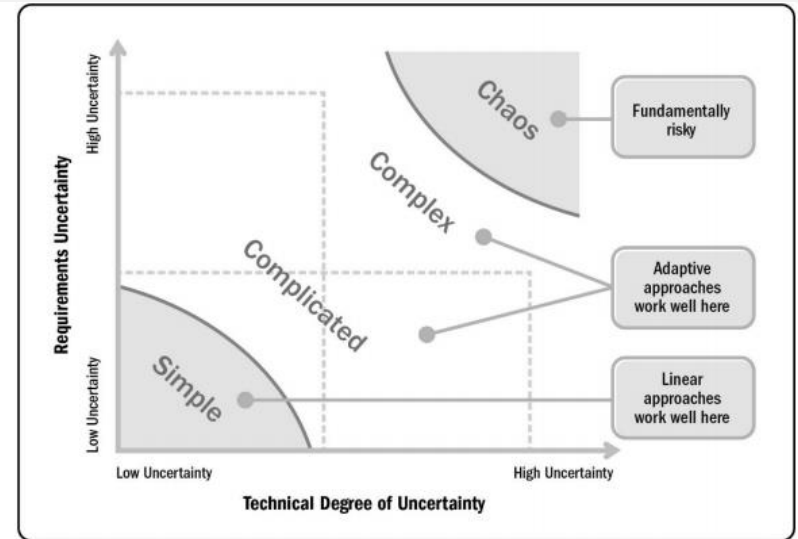 High Uncertainty
Requirements Uncertainty
Low Uncertainty
Chaos
Complex
Complicated
Simple
Fundamentally
risky
Adaptive
approaches
work well here
Linear
approaches
work well here
Low Uncertainty
High Uncertainty
Technical Degree of Uncertainty